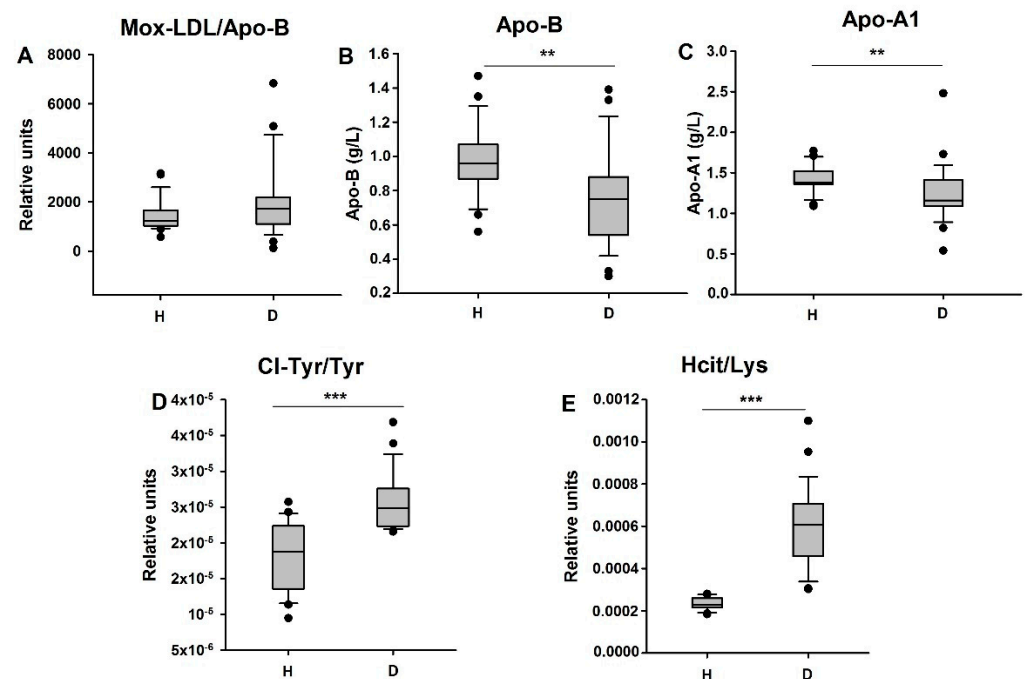 Mox-LDL/Apo-B
A
8000
6000
4000
2000
0
Relative units
H D
Apo-B
B
**
1.6
1.4
1.2
1.0
0.8
0.6
0.4
0.2
Apo-B (g/L)
H D
Apo-A1
C
**
3.0
2.5
2.0
1.5
1.0
0.5
0.0
Apo-A1 (g/L)
H D
Cl-Tyr/Tyr
D
***
4x10⁻⁵
4x10⁻⁵
3x10⁻⁵
3x10⁻⁵
2x10⁻⁵
2x10⁻⁵
10⁻⁵
5x10⁻⁶
Relative units
H D
Hcit/Lys
E
***
0.0012
0.0010
0.0008
0.0006
0.0004
0.0002
0.0000
Relative units
H D